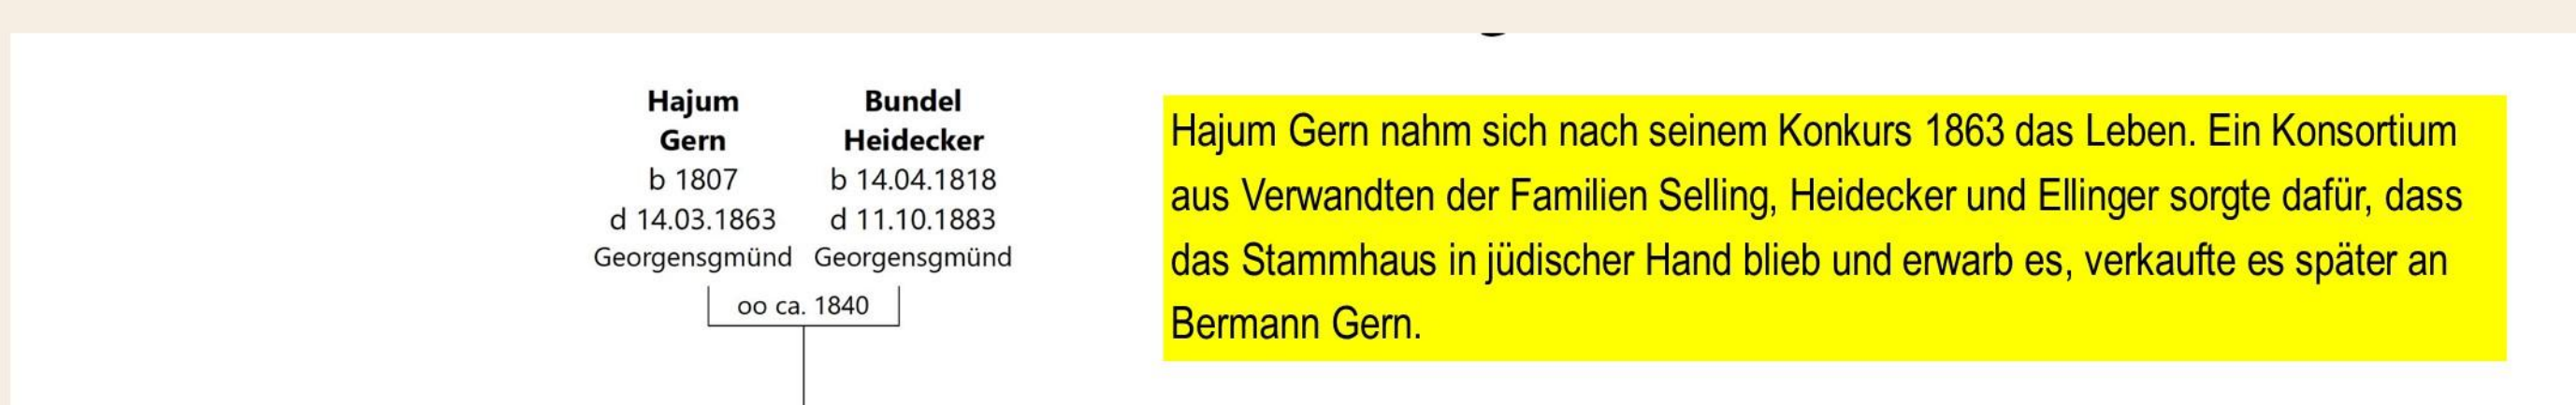 Hajum
Gern
b 1807
d 14.03.1863
Georgensgmünd
Bundel
Heidecker
b 14.04.1818
d 11.10.1883
Georgensgmünd
oo ca. 1840
Hajum Gern nahm sich nach seinem Konkurs 1863 das Leben. Ein Konsortium
aus Verwandten der Familien Selling, Heidecker und Ellinger sorgte dafür, dass
das Stammhaus in jüdischer Hand blieb und erwarb es, verkaufte es später an
Bermann Gern.